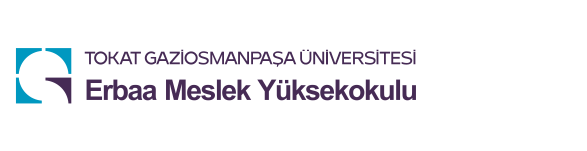 TOKAT GAZİOSMANPAŞA ÜNİVERSİTESİ
Erbaa Meslek Yüksekokulu